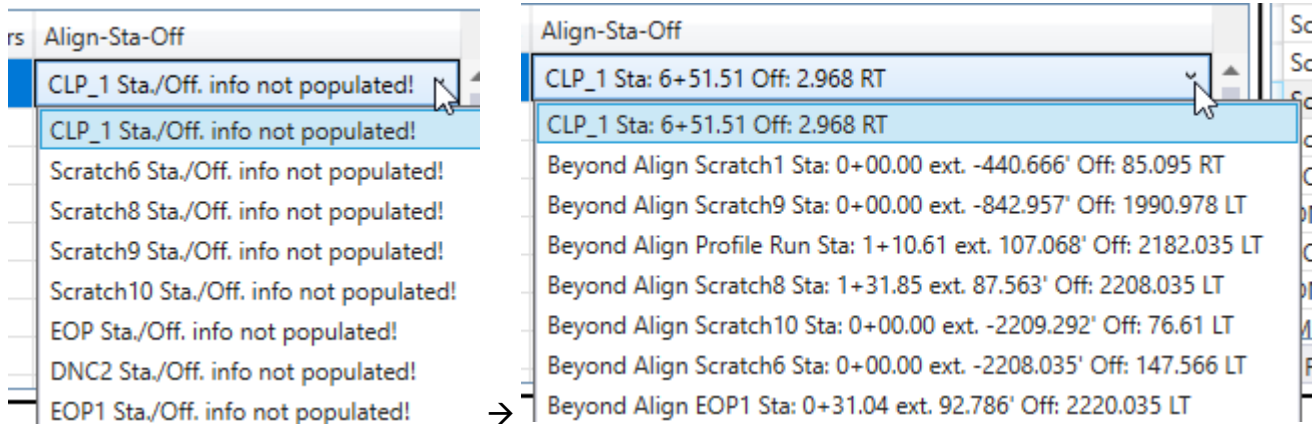 rs Align-Sta-Off
CLP_1 Sta./Off. info not populated!
CLP_1 Sta./Off. info not populated!
Scratch6 Sta./Off. info not populated!
Scratch8 Sta./Off. info not populated!
Scratch9 Sta./Off. info not populated!
Scratch10 Sta./Off. info not populated!
EOP Sta./Off. info not populated!
DNC2 Sta./Off. info not populated!
EOP1 Sta./Off. info not populated!
→
Align-Sta-Off
CLP_1 Sta: 6+51.51 Off: 2.968 RT
CLP_1 Sta: 6+51.51 Off: 2.968 RT
Beyond Align Scratch1 Sta: 0+00.00 ext. -440.666' Off: 85.095 RT
Beyond Align Scratch9 Sta: 0+00.00 ext. -842.957' Off: 1990.978 LT
Beyond Align Profile Run Sta: 1+10.61 ext. 107.068' Off: 2182.035 LT
Beyond Align Scratch8 Sta: 1+31.85 ext. 87.563' Off: 2208.035 LT
Beyond Align Scratch10 Sta: 0+00.00 ext. -2209.292' Off: 76.61 LT
Beyond Align Scratch6 Sta: 0+00.00 ext. -2208.035' Off: 147.566 LT
Beyond Align EOP1 Sta: 0+31.04 ext. 92.786' Off: 2220.035 LT
Sc
Sc